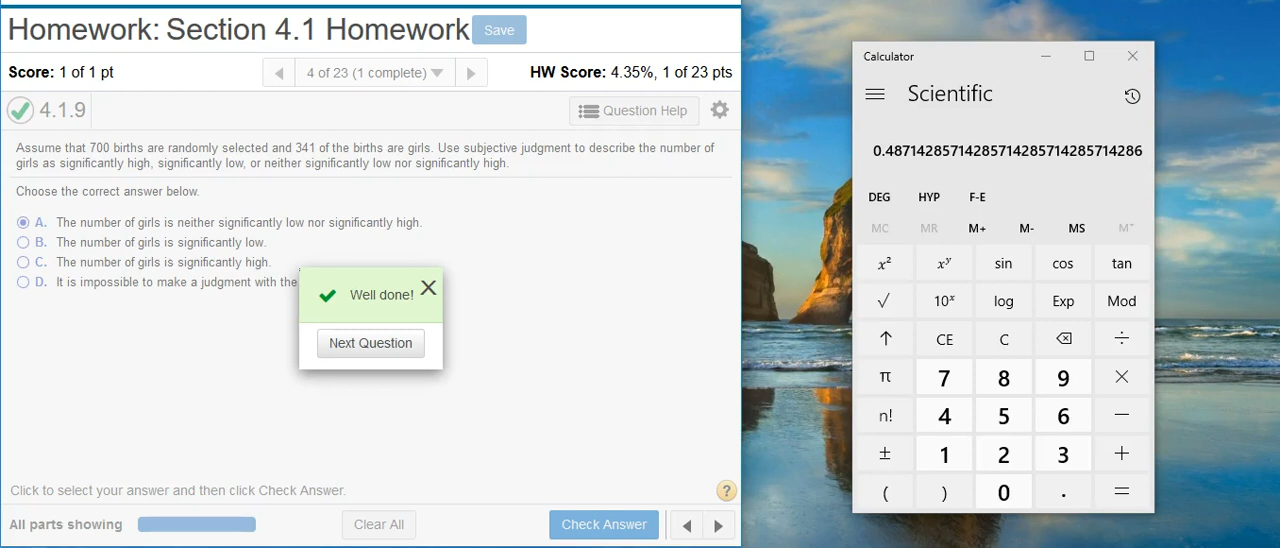 Homework: Section 4.1 Homework Save
Score: 1 of 1 pt
4 of 23 (1 complete)
HW Score: 4.35%, 1 of 23 pts
4.1.9
Question Help
Assume that 700 births are randomly selected and 341 of the births are girls. Use subjective judgment to describe the number of
girls as significantly high, significantly low, or neither significantly low nor significantly high.
Choose the correct answer below.
A. The number of girls is neither significantly low nor significantly high.
B. The number of girls is significantly low.
C. The number of girls is significantly high.
D. It is impossible to make a judgment with the
Well done!
Next Question
Click to select your answer and then click Check Answer.
?
All parts showing
Clear All
Check Answer
Calculator
Scientific
0.48714285714285714285714285714286
DEG HYP F-E
MC MR M+ M- MS M˅
x² xʸ sin cos tan
√ 10ˣ log Exp Mod
↑ CE C ⌫ ÷
π 7 8 9 ×
n! 4 5 6 −
± 1 2 3 +
( ) 0 . =